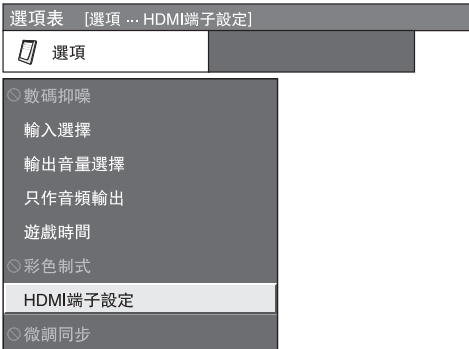 選項表 [選項 ... HDMI端子設定]
選項
數碼抑噪
輸入選擇
輸出音量選擇
只作音頻輸出
遊戲時間
彩色制式
HDMI端子設定
微調同步